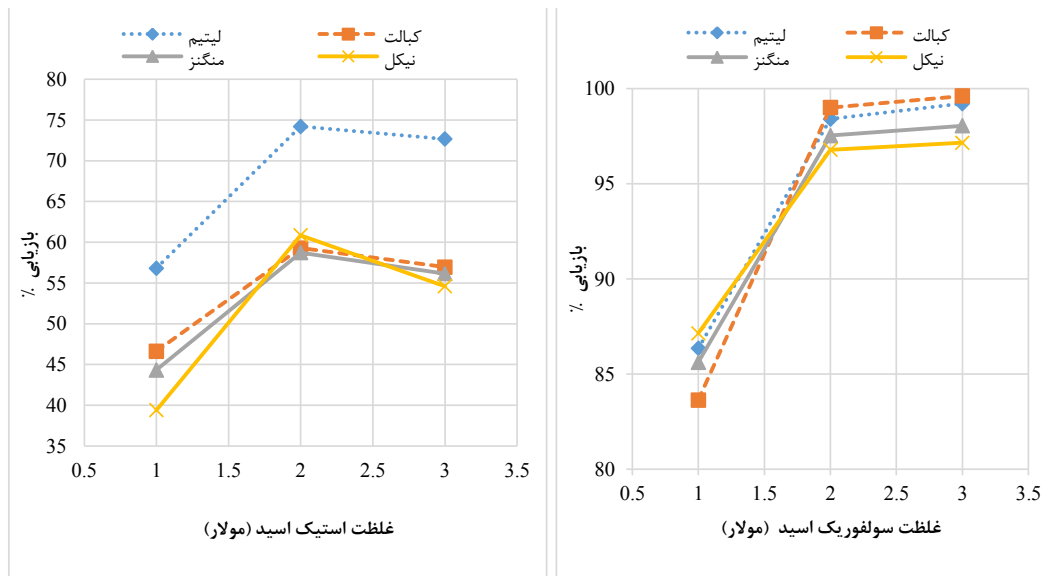 لیتیم
کبالت
منگنز
نیکل
80
75
70
65
60
55
50
45
40
35
0.5 1 1.5 2 2.5 3 3.5
بازیابی %
غلظت استیک اسید (مولار)
لیتیم
کبالت
منگنز
نیکل
100
95
90
85
80
0.5 1 1.5 2 2.5 3 3.5
بازیابی %
غلظت سولفوریک اسید (مولار)